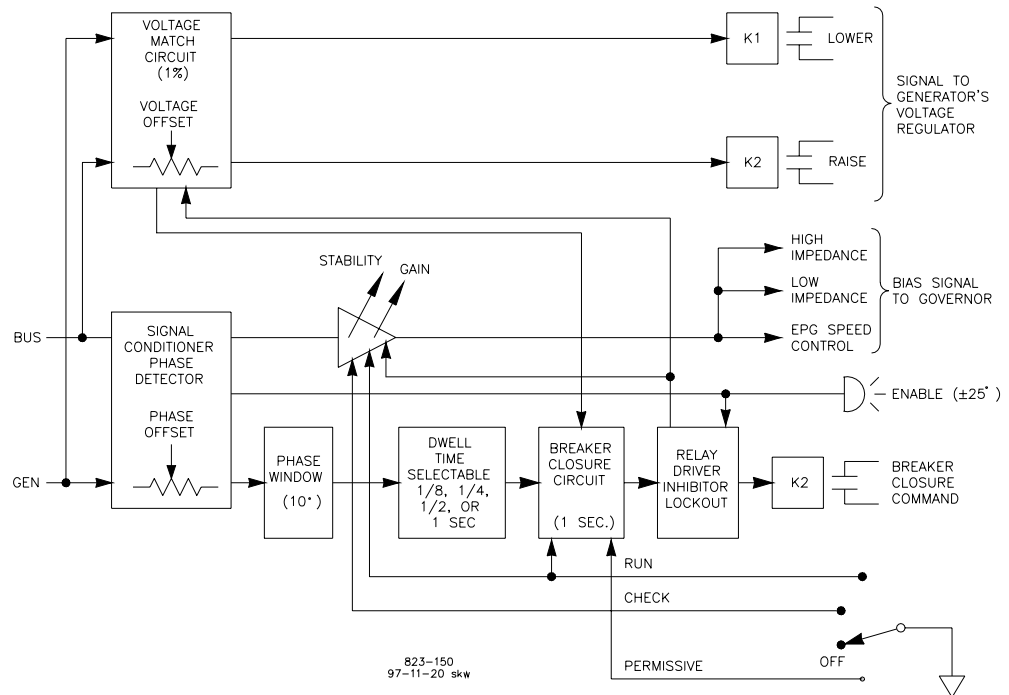 VOLTAGE
MATCH
CIRCUIT
(1%)
VOLTAGE
OFFSET
K1
LOWER
K2
RAISE
SIGNAL TO
GENERATOR'S
VOLTAGE
REGULATOR
STABILITY
GAIN
HIGH
IMPEDANCE
LOW
IMPEDANCE
EPG SPEED
CONTROL
BIAS SIGNAL
TO GOVERNOR
BUS
SIGNAL
CONDITIONER
PHASE
DETECTOR
PHASE
OFFSET
ENABLE (±25°)
GEN
PHASE
WINDOW
(10°)
DWELL
TIME
SELECTABLE
1/8, 1/4,
1/2, OR
1 SEC
BREAKER
CLOSURE
CIRCUIT
(1 SEC.)
RELAY
DRIVER
INHIBITOR
LOCKOUT
K2
BREAKER
CLOSURE
COMMAND
RUN
CHECK
OFF
PERMISSIVE
823-150
97-11-20 skw